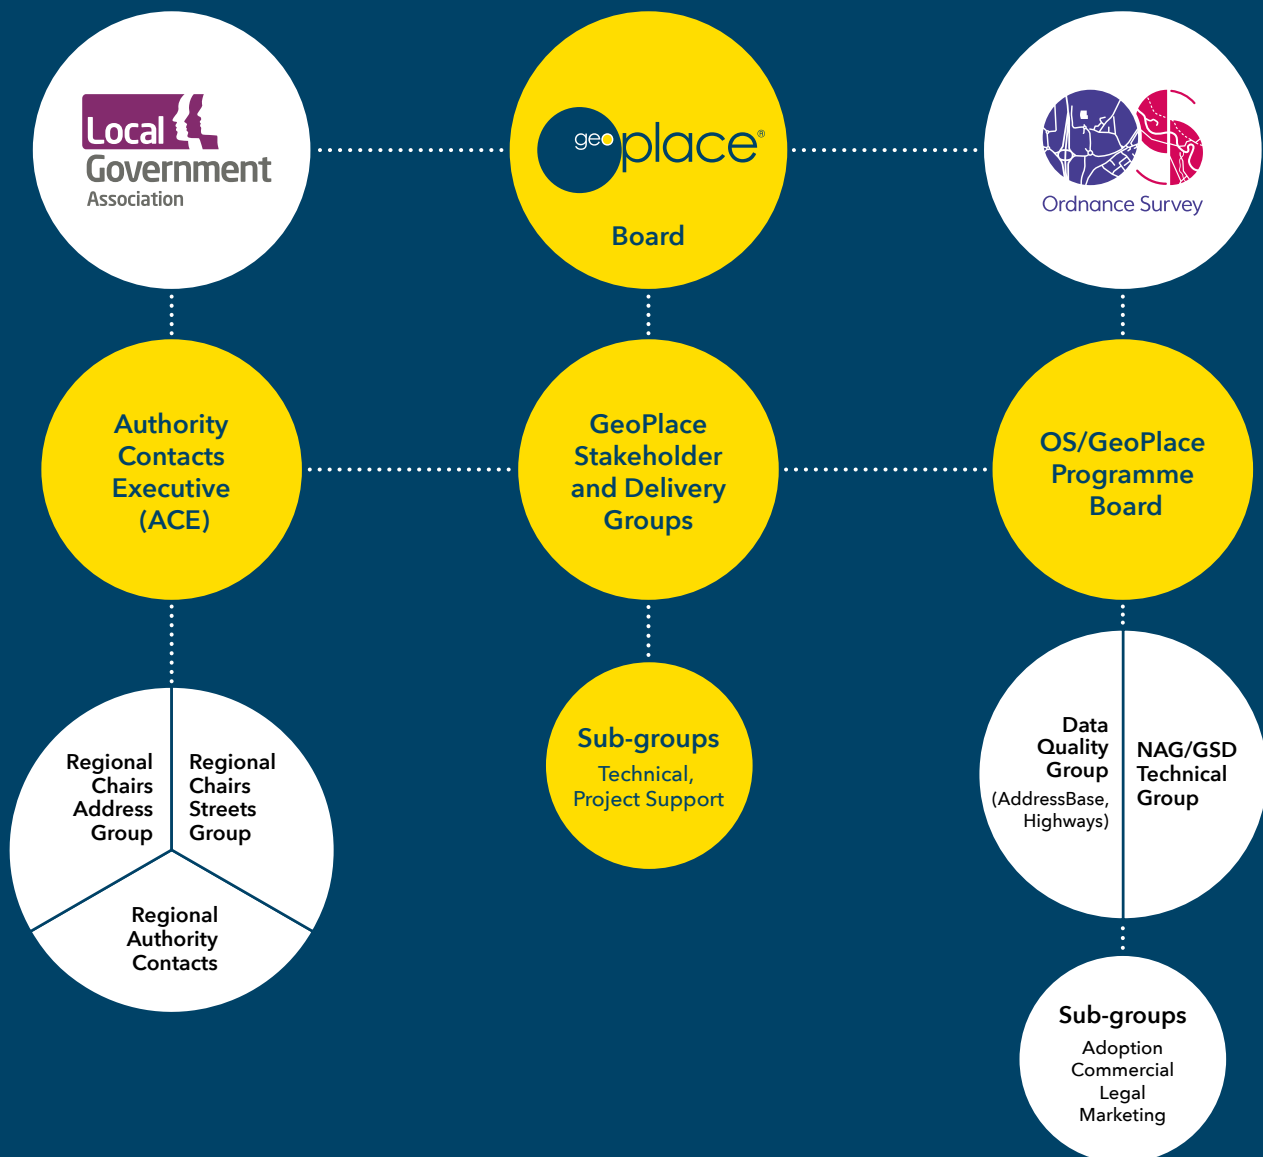 Local
Government
Association
geoplace®
Board
Ordnance Survey
Authority
Contacts
Executive
(ACE)
GeoPlace
Stakeholder
and Delivery
Groups
OS/GeoPlace
Programme
Board
Regional
Chairs
Address
Group
Regional
Chairs
Streets
Group
Regional
Authority
Contacts
Sub-groups
Technical,
Project Support
Data
Quality
Group
(AddressBase,
Highways)
NAG/GSD
Technical
Group
Sub-groups
Adoption
Commercial
Legal
Marketing